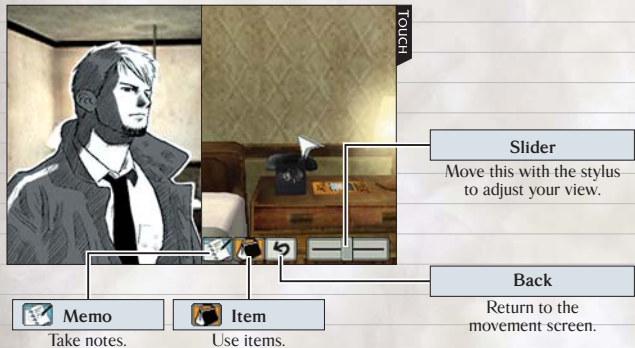 TOUCH
Slider
Move this with the stylus
to adjust your view.
Back
Return to the
movement screen.
Memo
Take notes.
Item
Use items.